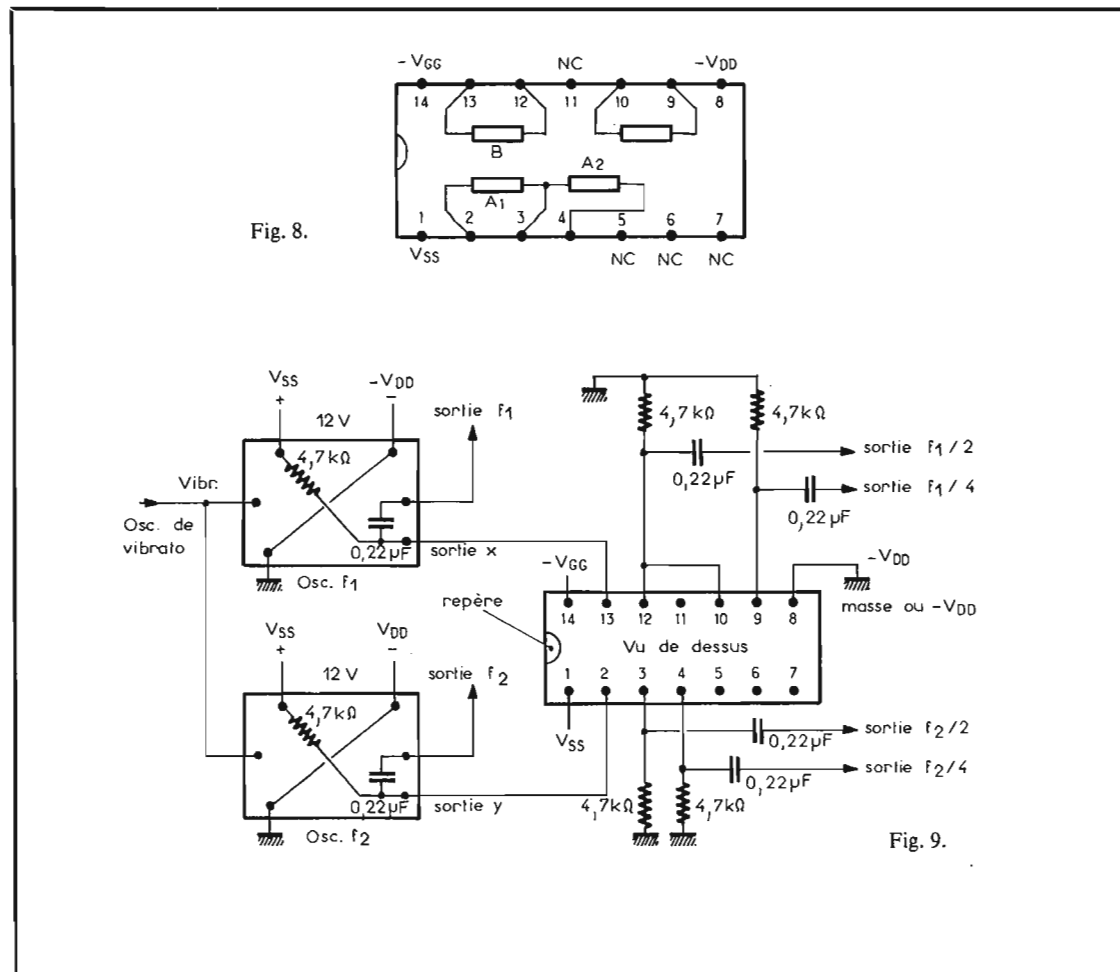 -VGG NC -VDD
14 13 12 11 10 9 8
B
A1 A2
1 2 3 4 5 6 7
VSS NC NC NC
Fig. 8.
VSS -VDD
+ −
12 V
sortie f1
4,7kΩ
Vibr.
Osc. de
vibrato
0,22µF
sortie x
Osc. f1
VSS VDD
+ −
12 V
sortie f2
4,7kΩ
0,22µF
sortie y
Osc. f2
4,7kΩ 4,7kΩ
sortie f1/2
0,22µF
sortie f1/4
0,22µF
-VGG -VDD
repère
masse ou -VDD
14 13 12 11 10 9 8
Vu de dessus
1 2 3 4 5 6 7
VSS
sortie f2/2
0,22µF
sortie f2/4
0,22µF
4,7kΩ 4,7kΩ
Fig. 9.